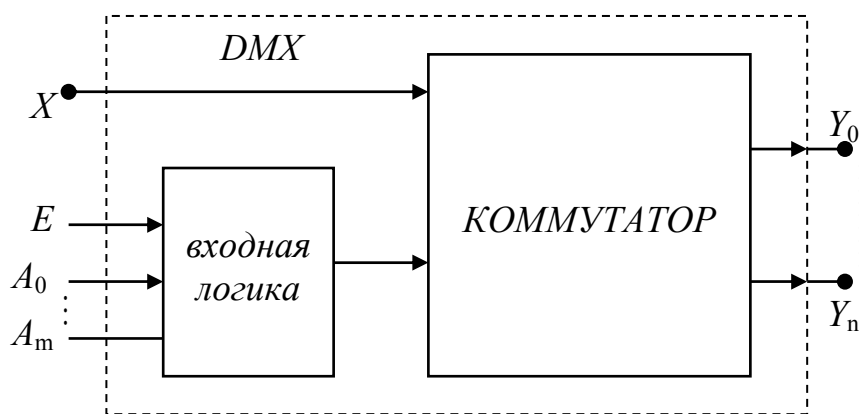 DMX
X
Y₀
E
входная
логика
КОММУТАТОР
A₀
⋮
Aₘ
Yₙ